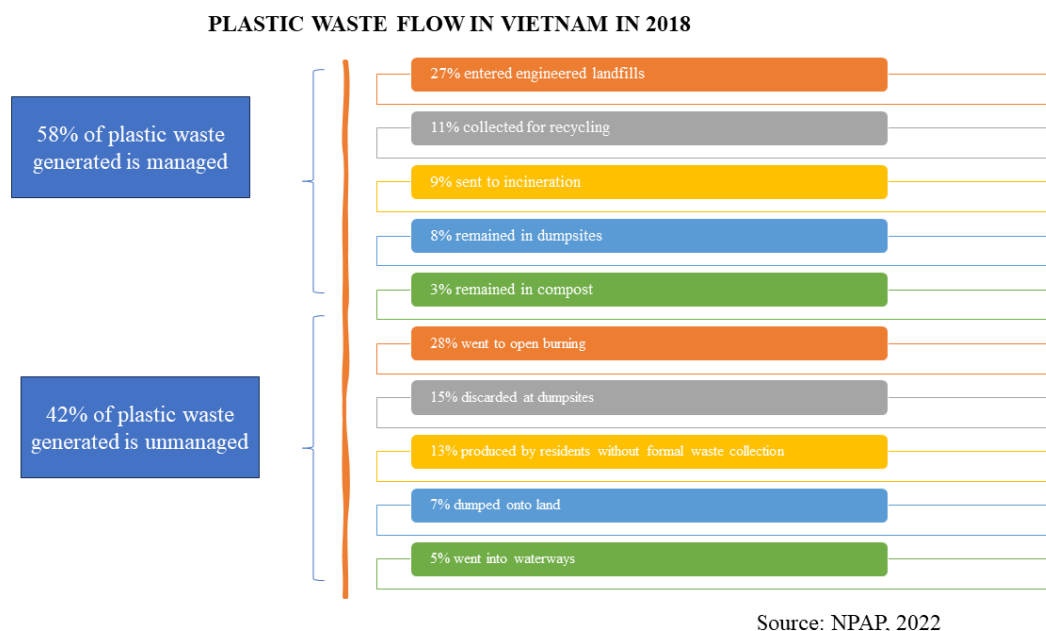 PLASTIC WASTE FLOW IN VIETNAM IN 2018
58% of plastic waste
generated is managed
27% entered engineered landfills
11% collected for recycling
9% sent to incineration
8% remained in dumpsites
3% remained in compost
42% of plastic waste
generated is unmanaged
28% went to open burning
15% discarded at dumpsites
13% produced by residents without formal waste collection
7% dumped onto land
5% went into waterways
Source: NPAP, 2022